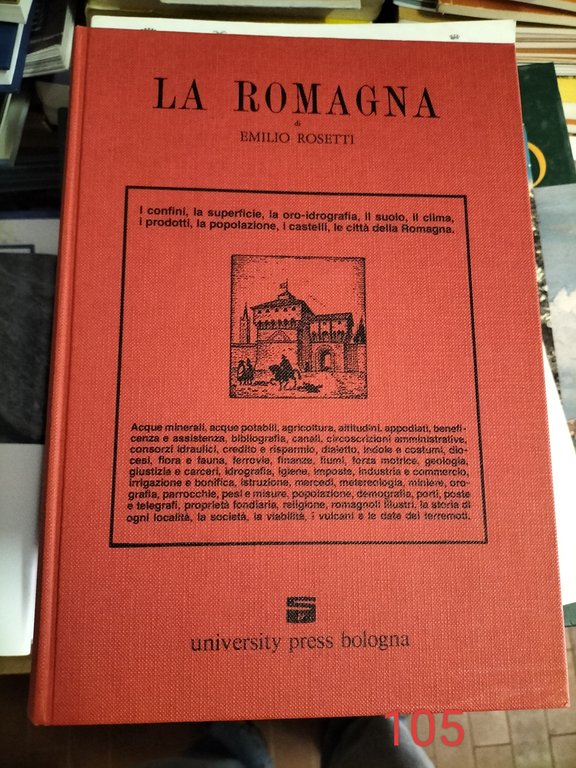 LA ROMAGNA
di
EMILIO ROSETTI
I confini, la superficie, la oro-idrografia, il suolo, il clima,
i prodotti, la popolazione, i castelli, le città della Romagna.
Acque minerali, acque potabili, agricoltura, altitudini, appodiati, benefi-
cenza e assistenza, bibliografia, canali, circoscrizioni amministrative,
consorzi idraulici, credito e risparmio, dialetto, indole e costumi, dio-
cesi, flora e fauna, ferrovie, finanze, fiumi, forza motrice, geologia,
giustizia e carceri, idrografia, igiene, imposte, industria e commercio,
irrigazione e bonifica, istruzione, mercedi, metereologia, miniere, oro-
grafia, parrocchie, pesi e misure, popolazione, demografia, porti, poste
e telegrafi, proprietà fondiaria, religione, romagnoli illustri, la storia di
ogni località, la società, la viabilità, i vulcani e le date dei terremoti.
university press bologna
105